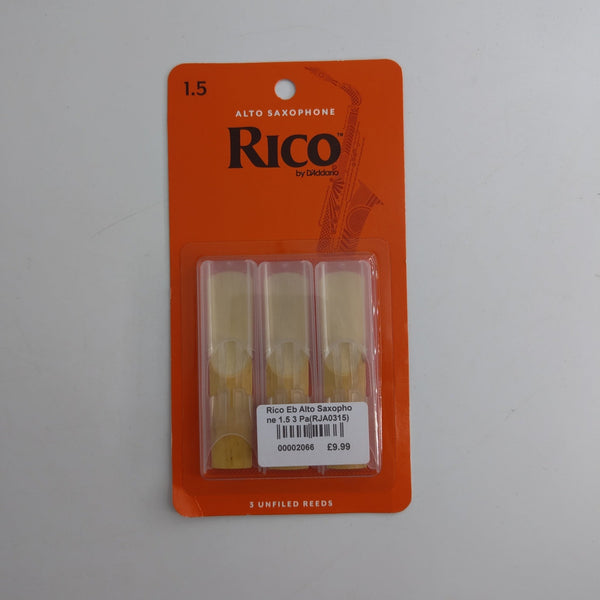 1.5
ALTO SAXOPHONE
RICO™
by D'Addario
Rico Eb Alto Saxopho
ne 1.5 3 Pa(RJA0315)
00002066 £9.99
3 UNFILED REEDS